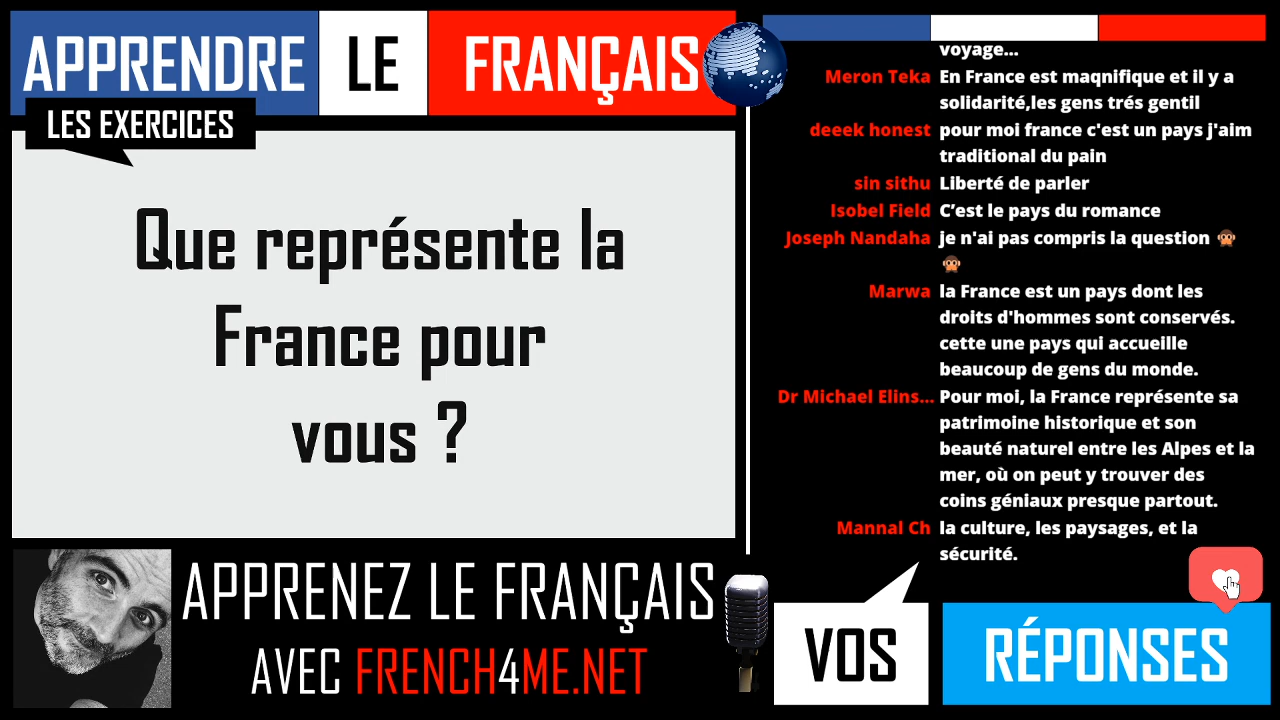 APPRENDRE LE FRANÇAIS
LES EXERCICES
Que représente la
France pour
vous ?
APPRENEZ LE FRANÇAIS
AVEC FRENCH4ME.NET
voyage...
Meron Teka En France est maqnifique et il y a
solidarité,les gens trés gentil
deeek honest pour moi france c'est un pays j'aim
traditional du pain
sin sithu Liberté de parler
Isobel Field C’est le pays du romance
Joseph Nandaha je n'ai pas compris la question 🙊
🙊
Marwa la France est un pays dont les
droits d'hommes sont conservés.
cette une pays qui accueille
beaucoup de gens du monde.
Dr Michael Elins... Pour moi, la France représente sa
patrimoine historique et son
beauté naturel entre les Alpes et la
mer, où on peut y trouver des
coins géniaux presque partout.
Mannal Ch la culture, les paysages, et la
sécurité.
VOS RÉPONSES